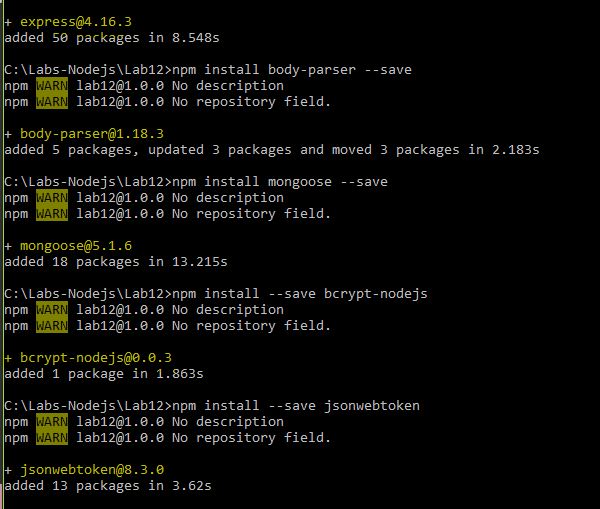 + express@4.16.3
added 50 packages in 8.548s
C:\Labs-Nodejs\Lab12>npm install body-parser --save
npm WARN lab12@1.0.0 No description
npm WARN lab12@1.0.0 No repository field.
+ body-parser@1.18.3
added 5 packages, updated 3 packages and moved 3 packages in 2.183s
C:\Labs-Nodejs\Lab12>npm install mongoose --save
npm WARN lab12@1.0.0 No description
npm WARN lab12@1.0.0 No repository field.
+ mongoose@5.1.6
added 18 packages in 13.215s
C:\Labs-Nodejs\Lab12>npm install --save bcrypt-nodejs
npm WARN lab12@1.0.0 No description
npm WARN lab12@1.0.0 No repository field.
+ bcrypt-nodejs@0.0.3
added 1 package in 1.863s
C:\Labs-Nodejs\Lab12>npm install --save jsonwebtoken
npm WARN lab12@1.0.0 No description
npm WARN lab12@1.0.0 No repository field.
+ jsonwebtoken@8.3.0
added 13 packages in 3.62s